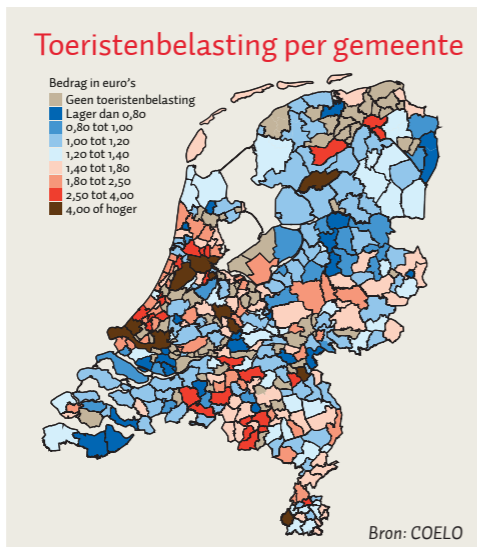 Toeristenbelasting per gemeente
Bedrag in euro's
Geen toeristenbelasting
Lager dan 0,80
0,80 tot 1,00
1,00 tot 1,20
1,20 tot 1,40
1,40 tot 1,80
1,80 tot 2,50
2,50 tot 4,00
4,00 of hoger
Bron: COELO